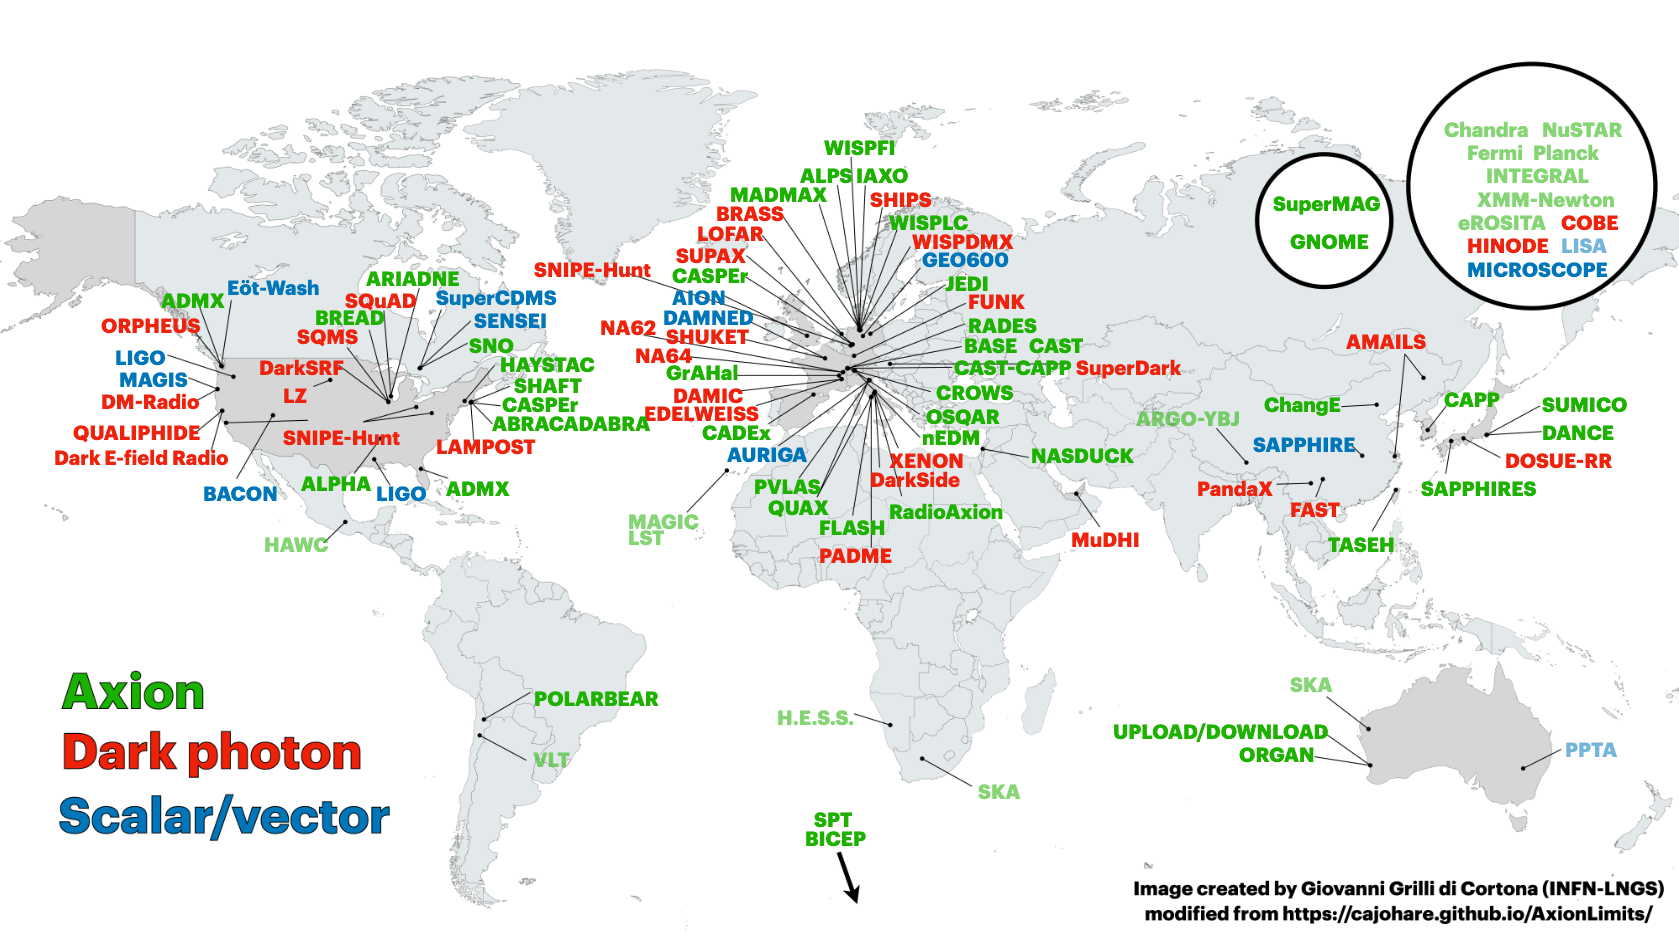 WISPFI
ALPS IAXO
MADMAX
SHIPS
BRASS
WISPLC
LOFAR
WISPDMX
SUPAX
GEO600
SNIPE-Hunt
CASPEr
JEDI
AION
FUNK
DAMNED
RADES
NA62
SHUKET
BASE CAST
NA64
CAST-CAPP SuperDark
GrAHal
CROWS
DAMIC
EDELWEISS
OSQAR
CADEx
nEDM
AURIGA
XENON
DarkSide
NASDUCK
PVLAS
QUAX
RadioAxion
FLASH
PADME
MAGIC
LST
MuDHI
Eöt-Wash
ADMX
ORPHEUS
ARIADNE
SQuAD
SuperCDMS
BREAD
SENSEI
SQMS
SNO
LIGO
MAGIS
DM-Radio
DarkSRF
LZ
HAYSTAC
SHAFT
CASPEr
ABRACADABRA
QUALIPHIDE
Dark E-field Radio
SNIPE-Hunt
LAMPOST
BACON
ALPHA
LIGO
ADMX
HAWC
SuperMAG
GNOME
Chandra NuSTAR
Fermi Planck
INTEGRAL
XMM-Newton
eROSITA COBE
HINODE LISA
MICROSCOPE
AMAILS
ChangE
CAPP
SUMICO
ARGO-YBJ
SAPPHIRE
DANCE
DOSUE-RR
PandaX
SAPPHIRES
FAST
TASEH
POLARBEAR
VLT
H.E.S.S.
SKA
SKA
UPLOAD/DOWNLOAD
ORGAN
PPTA
SPT
BICEP
Axion
Dark photon
Scalar/vector
Image created by Giovanni Grilli di Cortona (INFN-LNGS)
modified from https://cajohare.github.io/AxionLimits/